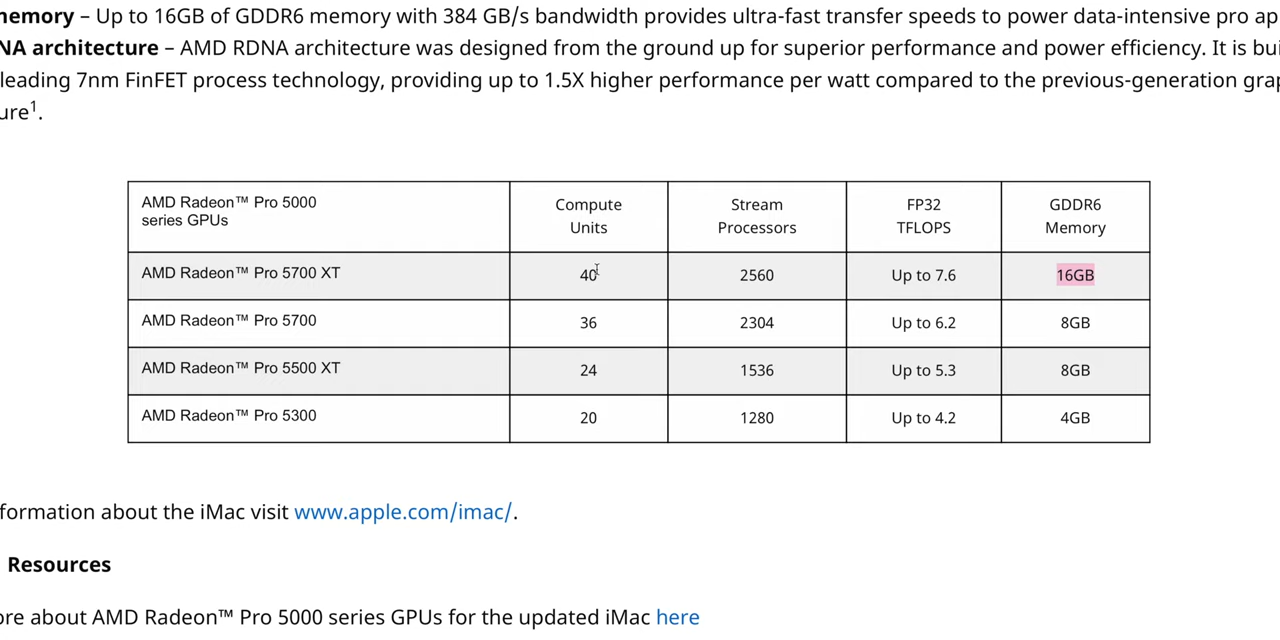 memory – Up to 16GB of GDDR6 memory with 384 GB/s bandwidth provides ultra-fast transfer speeds to power data-intensive pro ap
NA architecture – AMD RDNA architecture was designed from the ground up for superior performance and power efficiency. It is bui
leading 7nm FinFET process technology, providing up to 1.5X higher performance per watt compared to the previous-generation grap
ure1.
AMD Radeon™ Pro 5000 series GPUs Compute Units Stream Processors FP32 TFLOPS GDDR6 Memory
AMD Radeon™ Pro 5700 XT 40 2560 Up to 7.6 16GB
AMD Radeon™ Pro 5700 36 2304 Up to 6.2 8GB
AMD Radeon™ Pro 5500 XT 24 1536 Up to 5.3 8GB
AMD Radeon™ Pro 5300 20 1280 Up to 4.2 4GB
formation about the iMac visit www.apple.com/imac/.
Resources
ore about AMD Radeon™ Pro 5000 series GPUs for the updated iMac here